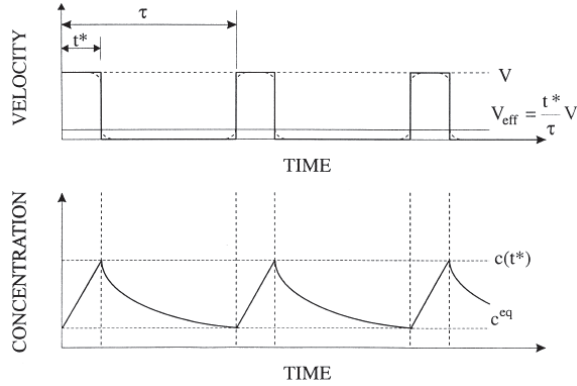 τ
t*
VELOCITY
V
V_eff = t*/τ V
TIME
CONCENTRATION
c(t*)
c^eq
TIME